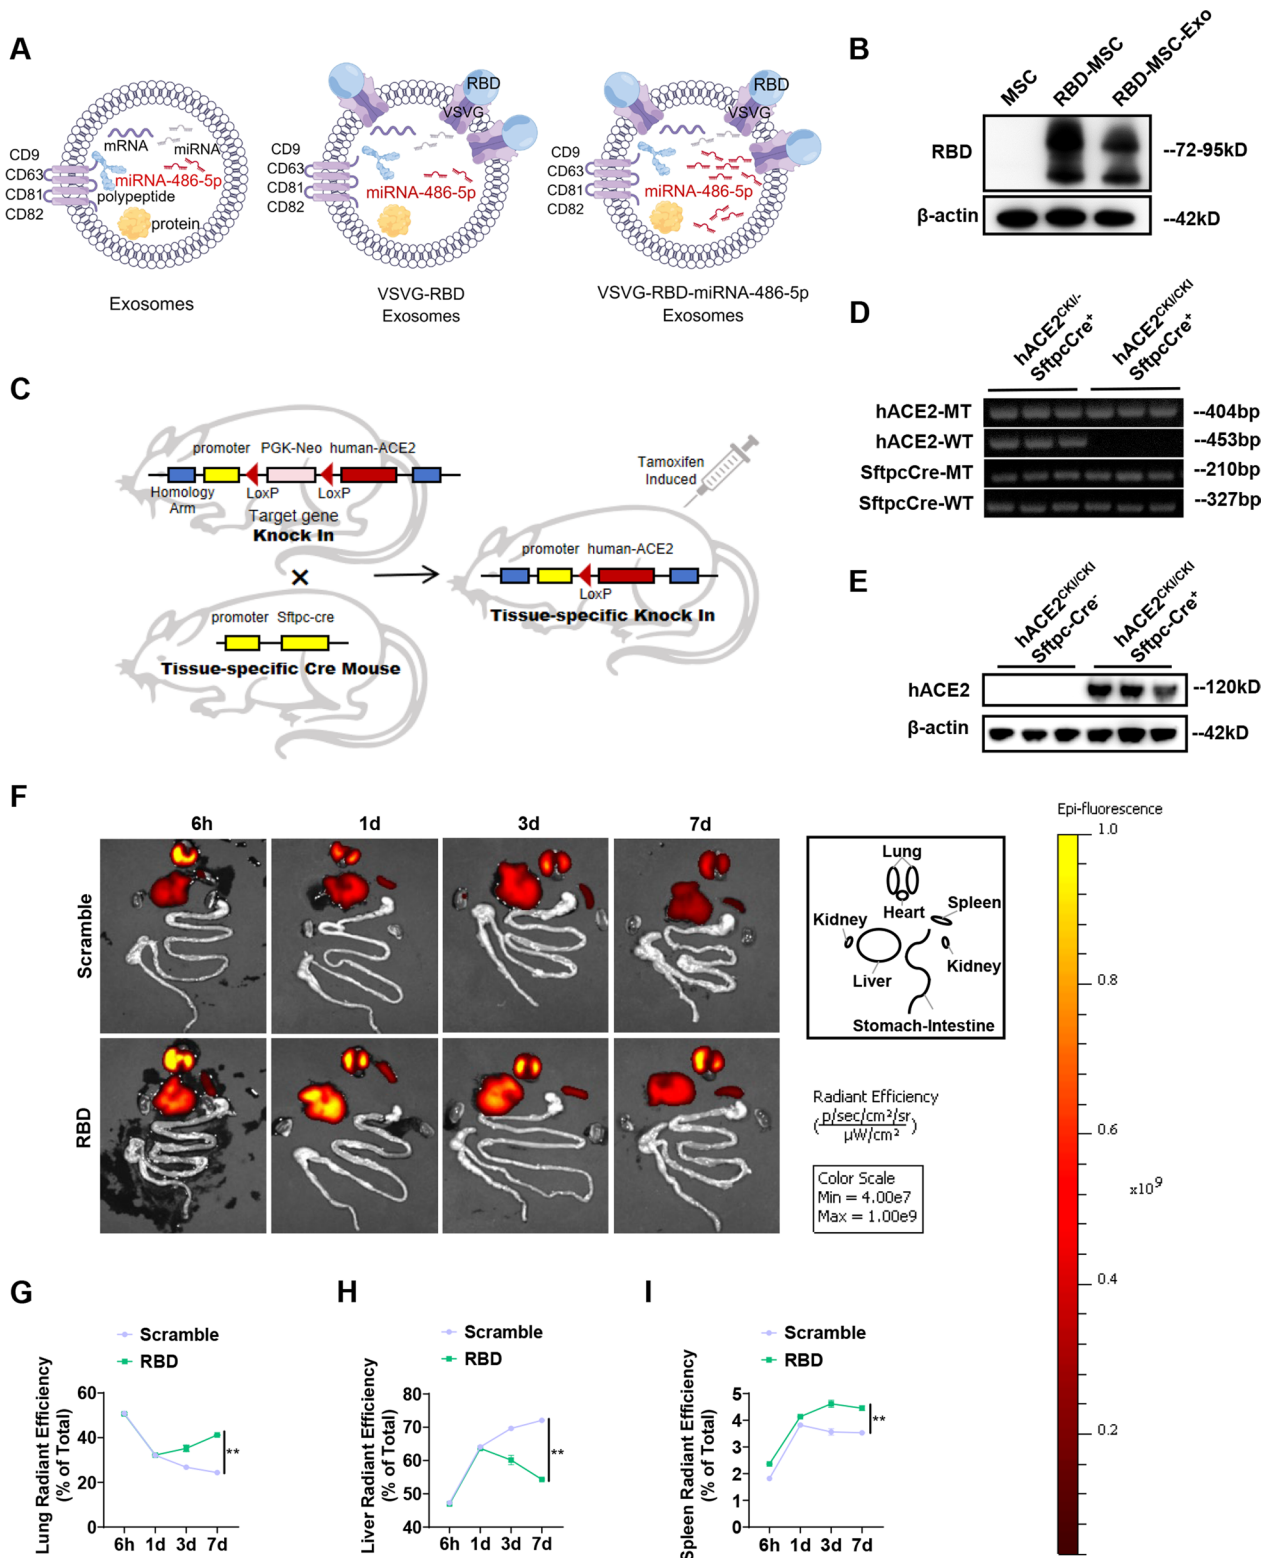 A
mRNA
miRNA
CD9
CD63
CD81
CD82
miRNA-486-5p
polypeptide
protein
Exosomes
RBD
VSVG
CD9
CD63
CD81
CD82
miRNA-486-5p
VSVG-RBD
Exosomes
RBD
VSVG
CD9
CD63
CD81
CD82
miRNA-486-5p
VSVG-RBD-miRNA-486-5p
Exosomes
B
MSC
RBD-MSC
RBD-MSC-Exo
RBD
--72-95kD
β-actin
--42kD
C
promoter PGK-Neo human-ACE2
Homology
Arm
LoxP LoxP
Target gene
Knock In
×
promoter Sftpc-cre
Tissue-specific Cre Mouse
Tamoxifen
Induced
promoter human-ACE2
LoxP
Tissue-specific Knock In
D
hACE2CKI/-
SftpcCre+
hACE2CKI/CKI
SftpcCre+
hACE2-MT --404bp
hACE2-WT --453bp
SftpcCre-MT --210bp
SftpcCre-WT --327bp
E
hACE2CKI/CKI
Sftpc-Cre-
hACE2CKI/CKI
Sftpc-Cre+
hACE2 --120kD
β-actin --42kD
F
6h 1d 3d 7d
Scramble
RBD
Lung
Heart
Spleen
Kidney
Kidney
Liver
Stomach-Intestine
Radiant Efficiency
(p/sec/cm²/sr
µW/cm²)
Color Scale
Min = 4.00e7
Max = 1.00e9
Epi-fluorescence
1.0
0.8
0.6
x10⁹
0.4
0.2
G
Scramble
RBD
Lung Radiant Efficiency
(% of Total)
60
40
20
0
6h 1d 3d 7d
**
H
Scramble
RBD
Liver Radiant Efficiency
(% of Total)
80
70
60
50
40
6h 1d 3d 7d
**
I
Scramble
RBD
Spleen Radiant Efficiency
(% of Total)
5
4
3
2
1
0
6h 1d 3d 7d
**